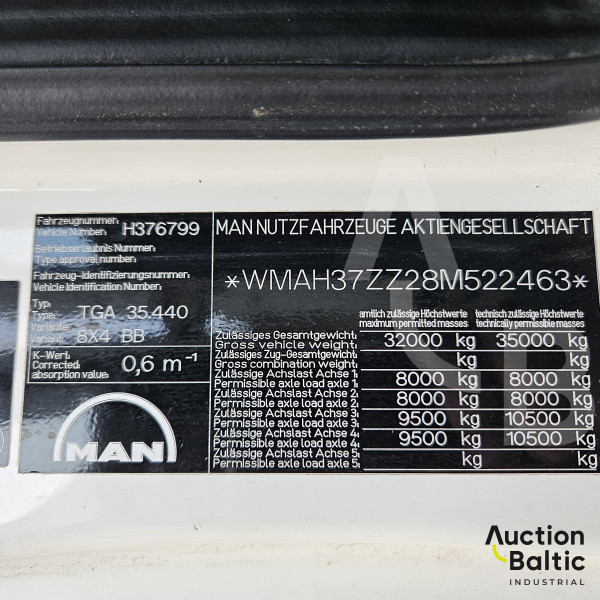 Fahrzeugnummer:
Vehicle Number: H376799
Betriebserlaubnis Nummer:
Type approval number:
Fahrzeug-Identifizierungsnummer:
Vehicle Identification Number:
Typ:
Type: TGA 35.440
Variante:
Variant: 8X4 BB
K-Wert:
Corrected absorption value: 0,6 m⁻¹
MAN
MAN NUTZFAHRZEUGE AKTIENGESELLSCHAFT
*WMAH37ZZ28M522463*
amtlich zulässige Höchstwerte technisch zulässige Höchstwerte
maximum permitted masses technically permissible masses
Zulässiges Gesamtgewicht:
Gross vehicle weight: 32000 kg 35000 kg
Zulässiges Zug-Gesamtgewicht:
Gross combination weight: kg kg
Zulässige Achslast Achse 1:
Permissible axle load axle 1: 8000 kg 8000 kg
Zulässige Achslast Achse 2:
Permissible axle load axle 2: 8000 kg 8000 kg
Zulässige Achslast Achse 3:
Permissible axle load axle 3: 9500 kg 10500 kg
Zulässige Achslast Achse 4:
Permissible axle load axle 4: 9500 kg 10500 kg
Zulässige Achslast Achse 5:
Permissible axle load axle 5: kg kg
Auction
Baltic
INDUSTRIAL